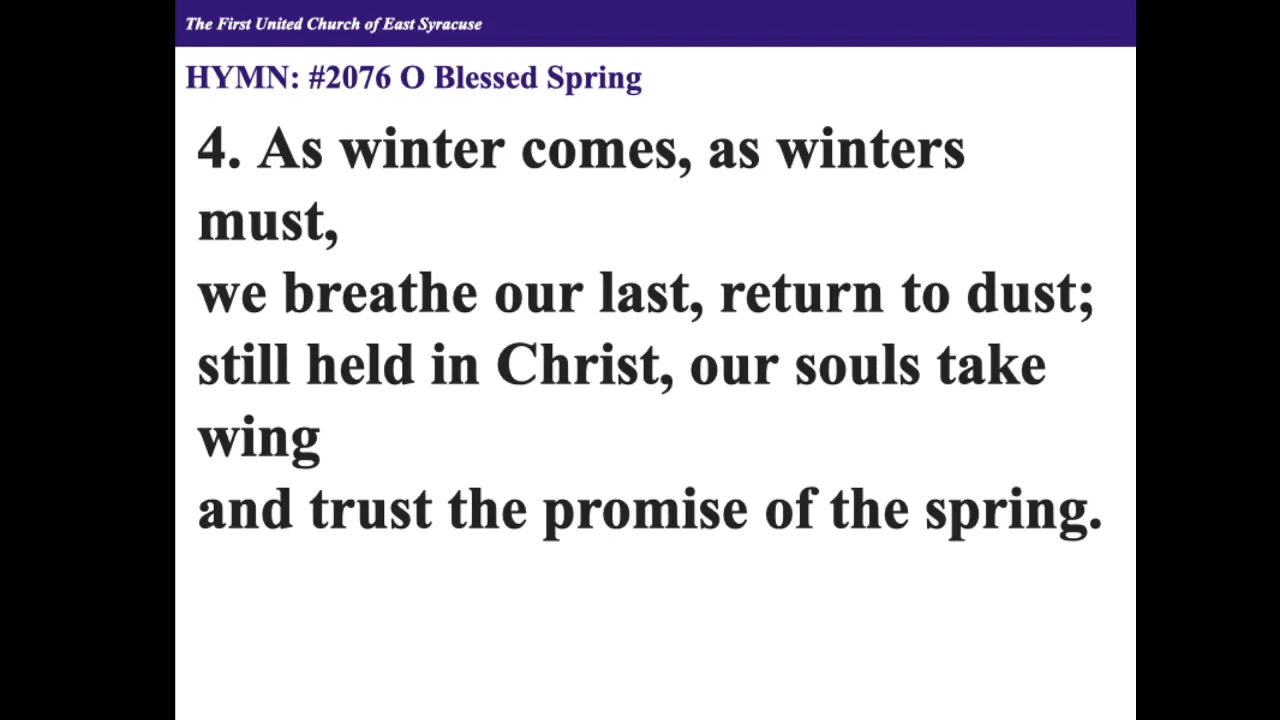 The First United Church of East Syracuse
HYMN: #2076 O Blessed Spring
4. As winter comes, as winters
must,
we breathe our last, return to dust;
still held in Christ, our souls take
wing
and trust the promise of the spring.